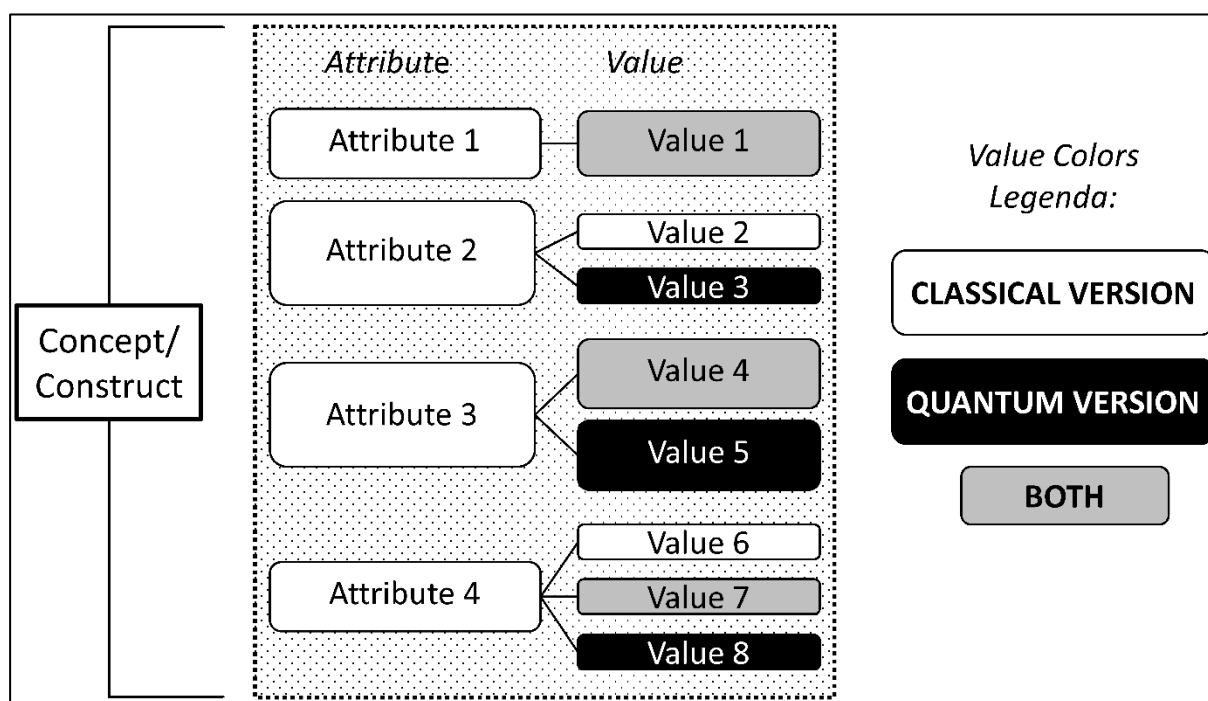 Attribute
Value
Attribute 1
Value 1
Attribute 2
Value 2
Value 3
Concept/
Construct
Attribute 3
Value 4
Value 5
Attribute 4
Value 6
Value 7
Value 8
Value Colors
Legenda:
CLASSICAL VERSION
QUANTUM VERSION
BOTH